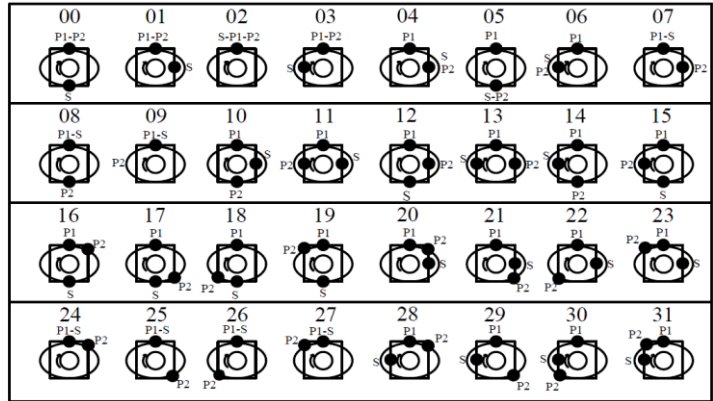 00 01 02 03 04 05 06 07
P1-P2 P1-P2 S-P1-P2 P1-P2 P1 P1 P1 P1-S
S S S P2 S P2 P2
S S-P2
08 09 10 11 12 13 14 15
P1-S P1-S P1 P1 P1 P1 P1 P1
P2 S P2 S P2 S P2 S P2
P2 P2 S P2 S
16 17 18 19 20 21 22 23
P1 P1 P1 P1 P1 P1 P1 P1
P2 P2 P2 P2
S S S S
S P2 P2 S S P2 P2
24 25 26 27 28 29 30 31
P1-S P1-S P1-S P1-S P1 P1 P1 P1
P2 P2 P2 P2
S S S S
P2 P2 P2 P2